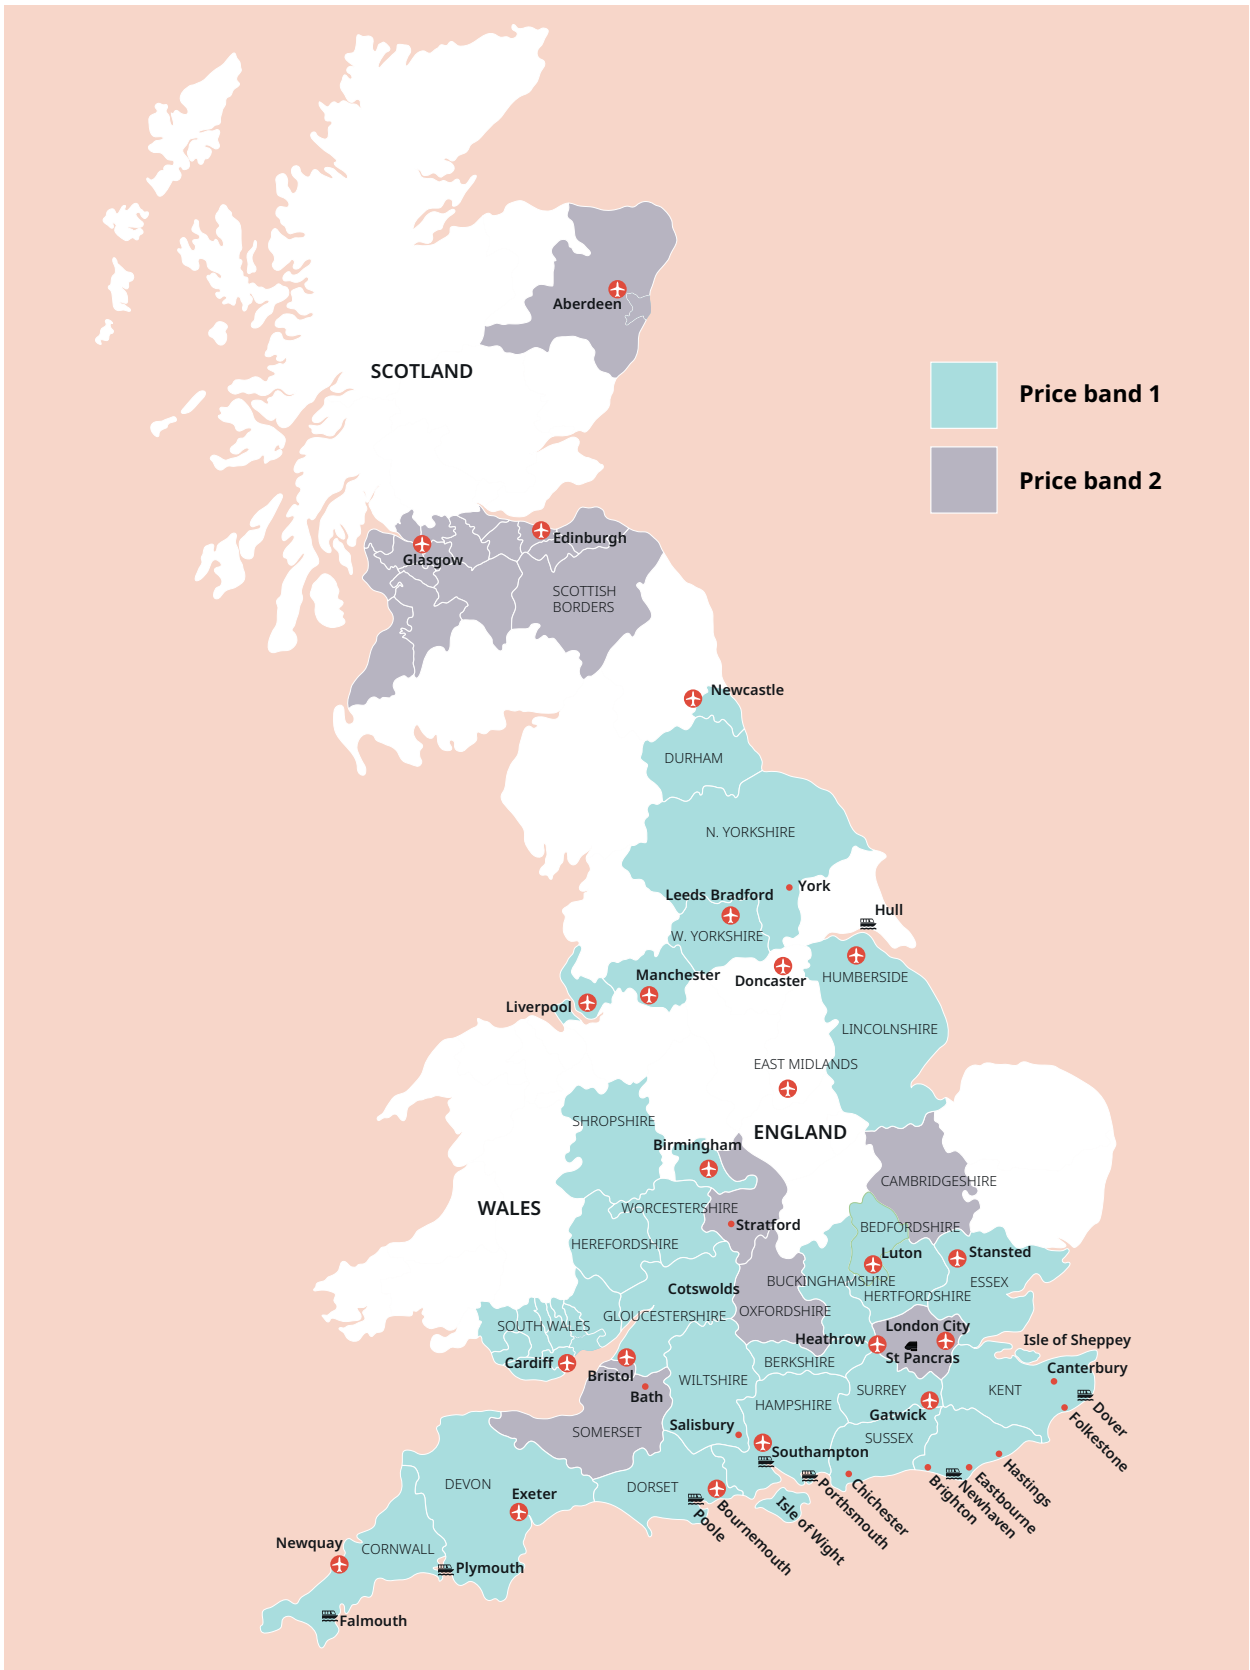 Aberdeen
SCOTLAND
Price band 1
Price band 2
Edinburgh
Glasgow
SCOTTISH
BORDERS
Newcastle
DURHAM
N. YORKSHIRE
York
Leeds Bradford
Hull
W. YORKSHIRE
Manchester
Doncaster
HUMBERSIDE
Liverpool
LINCOLNSHIRE
EAST MIDLANDS
SHROPSHIRE
ENGLAND
Birmingham
CAMBRIDGESHIRE
WALES
WORCESTERSHIRE
Stratford
BEDFORDSHIRE
HEREFORDSHIRE
Luton
Stansted
BUCKINGHAMSHIRE
ESSEX
Cotswolds
HERTFORDSHIRE
OXFORDSHIRE
GLOUCESTERSHIRE
SOUTH WALES
London City
Heathrow
Isle of Sheppey
St Pancras
Cardiff
BERKSHIRE
Canterbury
Bristol
WILTSHIRE
SURREY
KENT
Bath
HAMPSHIRE
Dover
Gatwick
Folkestone
Salisbury
SOMERSET
SUSSEX
Southampton
Hastings
DEVON
DORSET
Eastbourne
Newhaven
Brighton
Chichester
Porthsmouth
Exeter
Isle of Wight
Bournemouth
Poole
Newquay
CORNWALL
Plymouth
Falmouth